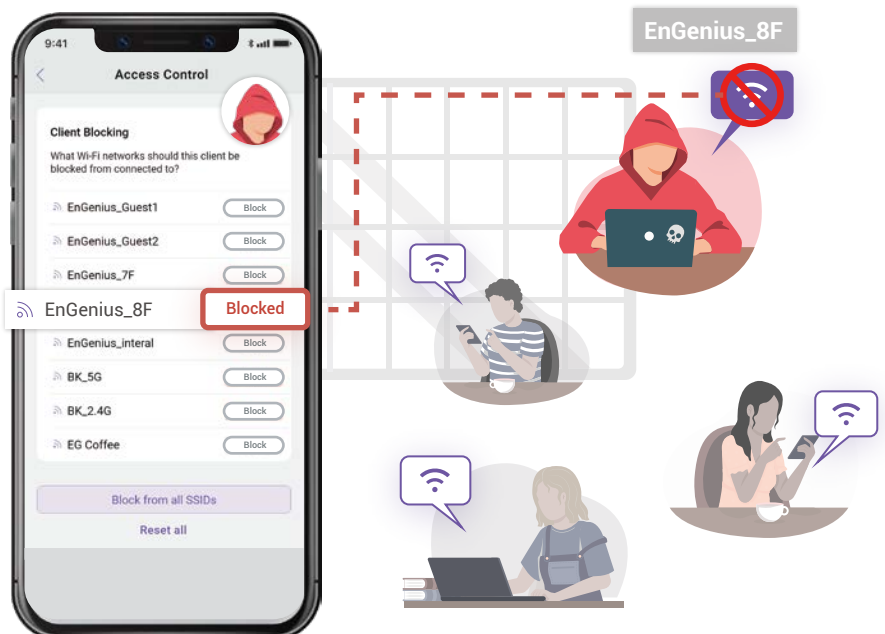 EnGenius_8F
9:41
Access Control
Client Blocking
What Wi-Fi networks should this client be
blocked from connected to?
EnGenius_Guest1 Block
EnGenius_Guest2 Block
EnGenius_7F Block
EnGenius_8F Blocked
EnGenius_interal Block
BK_5G Block
BK_2.4G Block
EG Coffee Block
Block from all SSIDs
Reset all